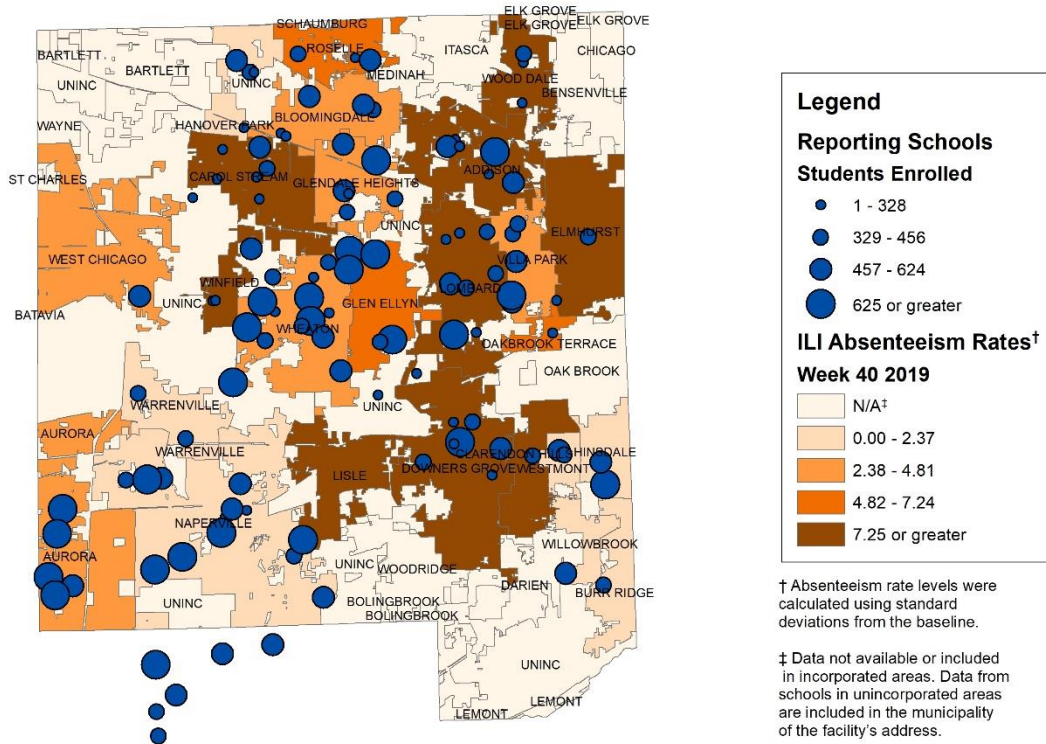 ELK GROVE
ELK GROVE
ELK GROVE
SCHAUMBURG
ROSELLE
ITASCA
CHICAGO
BARTLETT
BARTLETT
UNINC
UNINC
MEDINAH
WOOD DALE
BENSENVILLE
WAYNE
HANOVER PARK
BLOOMINGDALE
ST CHARLES
CAROL STREAM
GLENDALE HEIGHTS
ADDISON
UNINC
ELMHURST
WEST CHICAGO
VILLA PARK
WINFIELD
LOMBARD
UNINC
GLEN ELLYN
BATAVIA
WHEATON
OAKBROOK TERRACE
OAK BROOK
WARRENVILLE
UNINC
AURORA
WARRENVILLE
CLARENDON HILLS
HINSDALE
DOWNERS GROVE
WESTMONT
LISLE
NAPERVILLE
AURORA
WILLOWBROOK
UNINC
WOODRIDGE
DARIEN
BURR RIDGE
UNINC
BOLINGBROOK
BOLINGBROOK
UNINC
LEMONT
LEMONT
Legend
Reporting Schools
Students Enrolled
1 - 328
329 - 456
457 - 624
625 or greater
ILI Absenteeism Rates†
Week 40 2019
N/A‡
0.00 - 2.37
2.38 - 4.81
4.82 - 7.24
7.25 or greater
† Absenteeism rate levels were
calculated using standard
deviations from the baseline.
‡ Data not available or included
in incorporated areas. Data from
schools in unincorporated areas
are included in the municipality
of the facility's address.